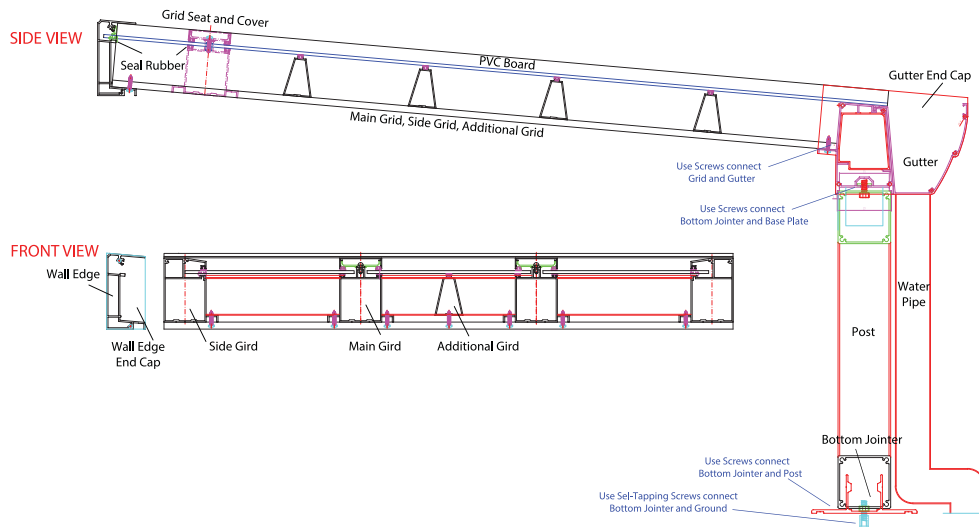 Grid Seat and Cover
SIDE VIEW
Seal Rubber
PVC Board
Gutter End Cap
Main Grid, Side Grid, Additional Grid
Use Screws connect
Grid and Gutter
Gutter
Use Screws connect
Bottom Jointer and Base Plate
FRONT VIEW
Wall Edge
Wall Edge
End Cap
Side Gird
Main Gird
Additional Gird
Water
Pipe
Post
Bottom Jointer
Use Screws connect
Bottom Jointer and Post
Use Sel-Tapping Screws connect
Bottom Jointer and Ground